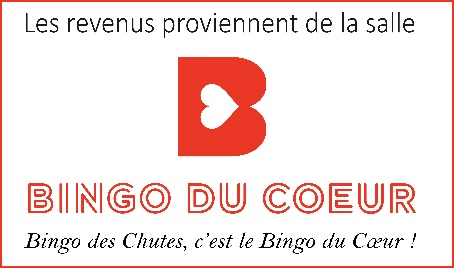 Les revenus proviennent de la salle
B
BINGO DU COEUR
Bingo des Chutes, c'est le Bingo du Cœur !